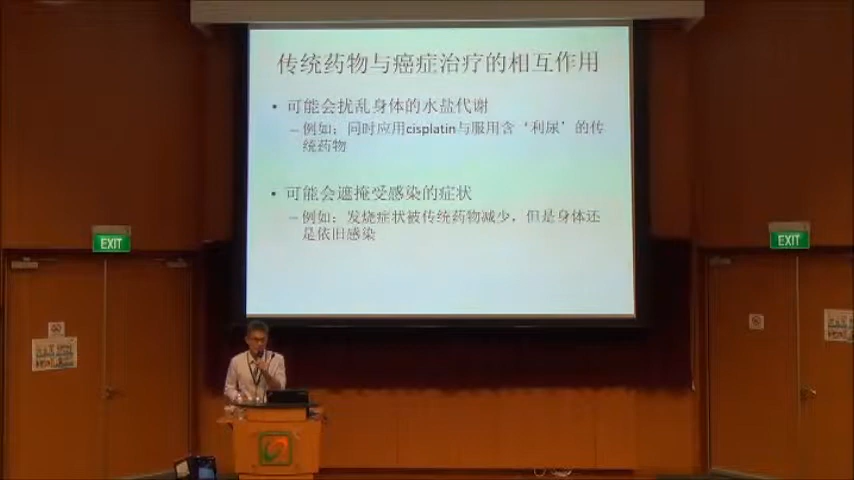 传统药物与癌症治疗的相互作用
• 可能会扰乱身体的水盐代谢
–例如：同时应用cisplatin与服用含‘利尿’的传
统药物
• 可能会遮掩受感染的症状
–例如：发烧症状被传统药物减少，但是身体还
是依旧感染
EXIT
EXIT